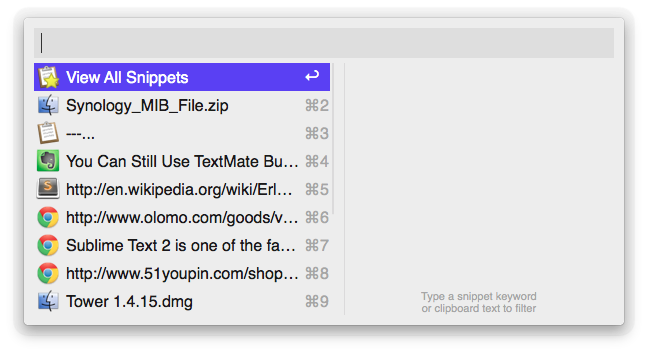 View All Snippets ↩
Synology_MIB_File.zip ⌘2
---... ⌘3
You Can Still Use TextMate Bu... ⌘4
http://en.wikipedia.org/wiki/Erl... ⌘5
http://www.olomo.com/goods/v... ⌘6
Sublime Text 2 is one of the fa... ⌘7
http://www.51youpin.com/shop... ⌘8
Tower 1.4.15.dmg ⌘9
Type a snippet keyword
or clipboard text to filter